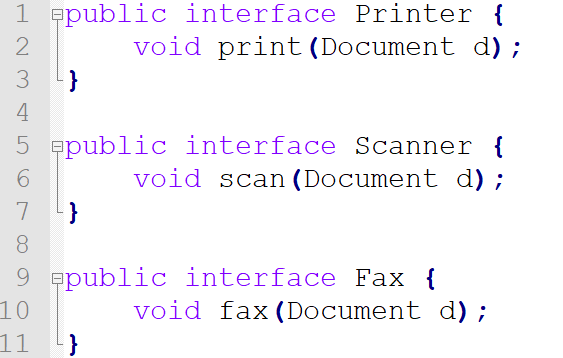 1 public interface Printer {
2     void print(Document d);
3 }
4
5 public interface Scanner {
6     void scan(Document d);
7 }
8
9 public interface Fax {
10     void fax(Document d);
11 }